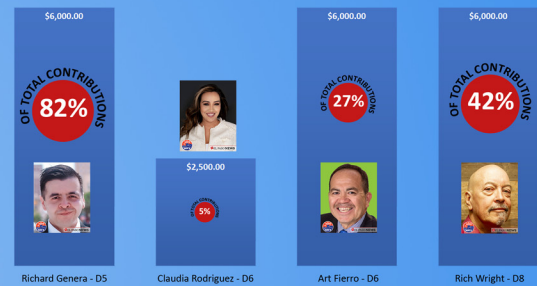 $6,000.00
OF TOTAL CONTRIBUTIONS
82%
Richard Genera - D5
$2,500.00
OF TOTAL CONTRIBUTIONS
5%
Claudia Rodriguez - D6
$6,000.00
OF TOTAL CONTRIBUTIONS
27%
Art Fierro - D6
$6,000.00
OF TOTAL CONTRIBUTIONS
42%
Rich Wright - D8